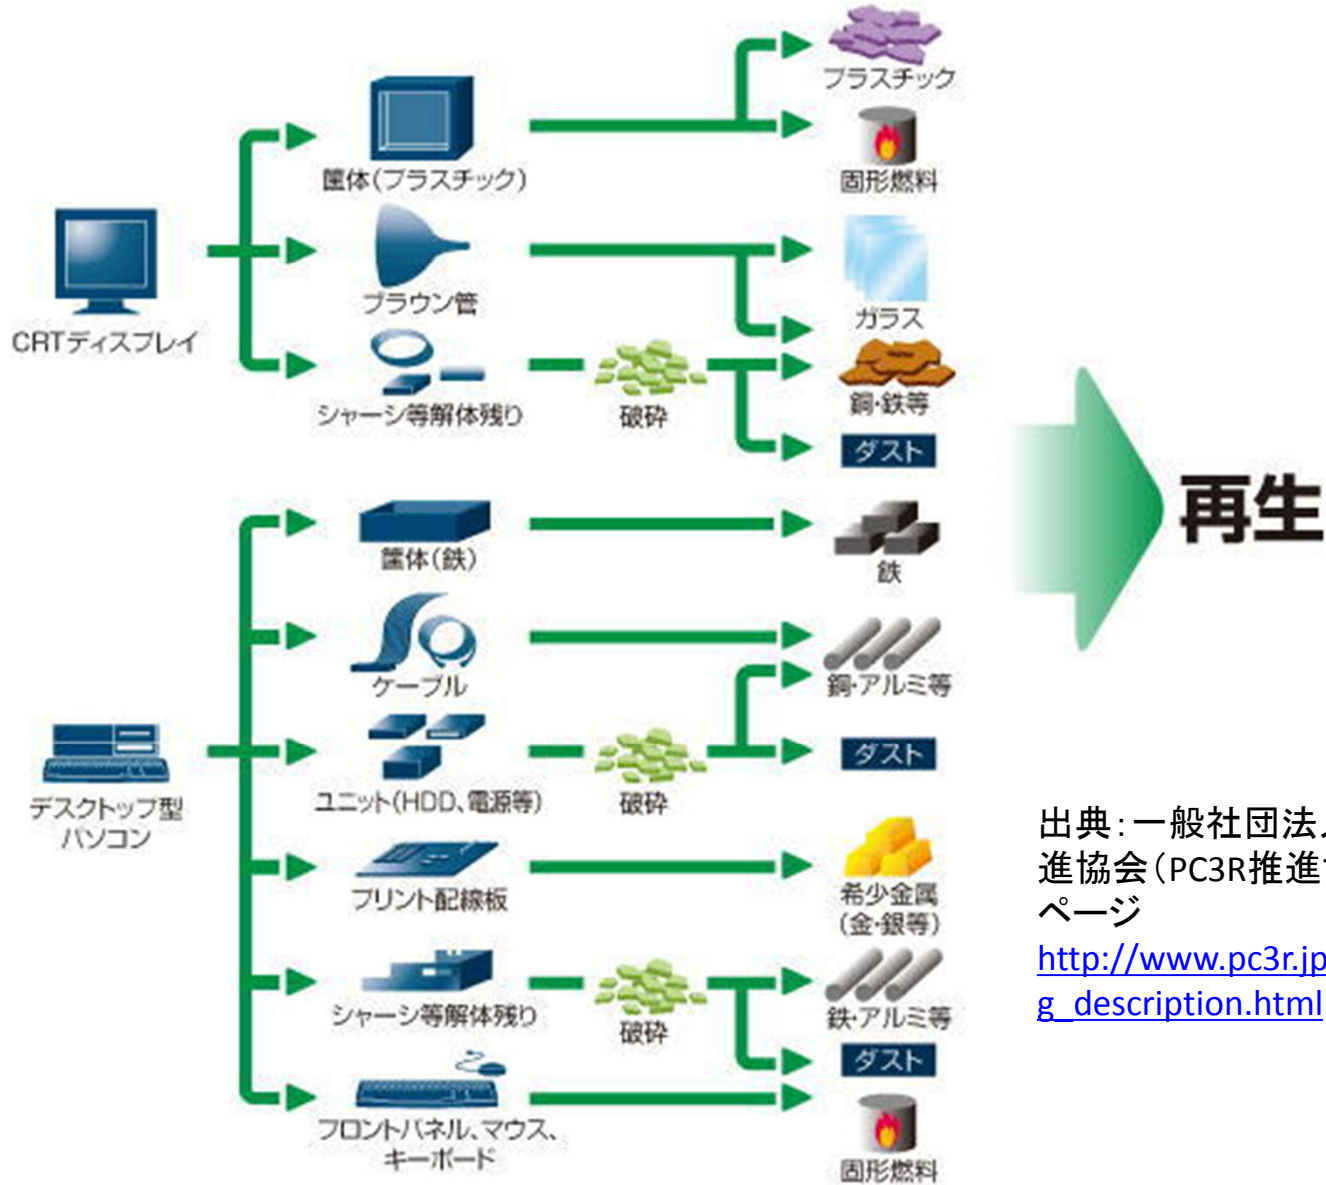 プラスチック
固形燃料
筐体(プラスチック)
ガラス
ブラウン管
CRTディスプレイ
銅・鉄等
シャーシ等解体残り
破砕
ダスト
再生
鉄
筐体(鉄)
銅・アルミ等
ケーブル
ダスト
ユニット(HDD、電源等)
破砕
デスクトップ型
パソコン
希少金属
(金・銀等)
プリント配線板
鉄・アルミ等
シャーシ等解体残り
破砕
ダスト
フロントパネル、マウス、
キーボード
固形燃料
出典:一般社団法
進協会(PC3R推進
ページ
http://www.pc3r.jp
g_description.html